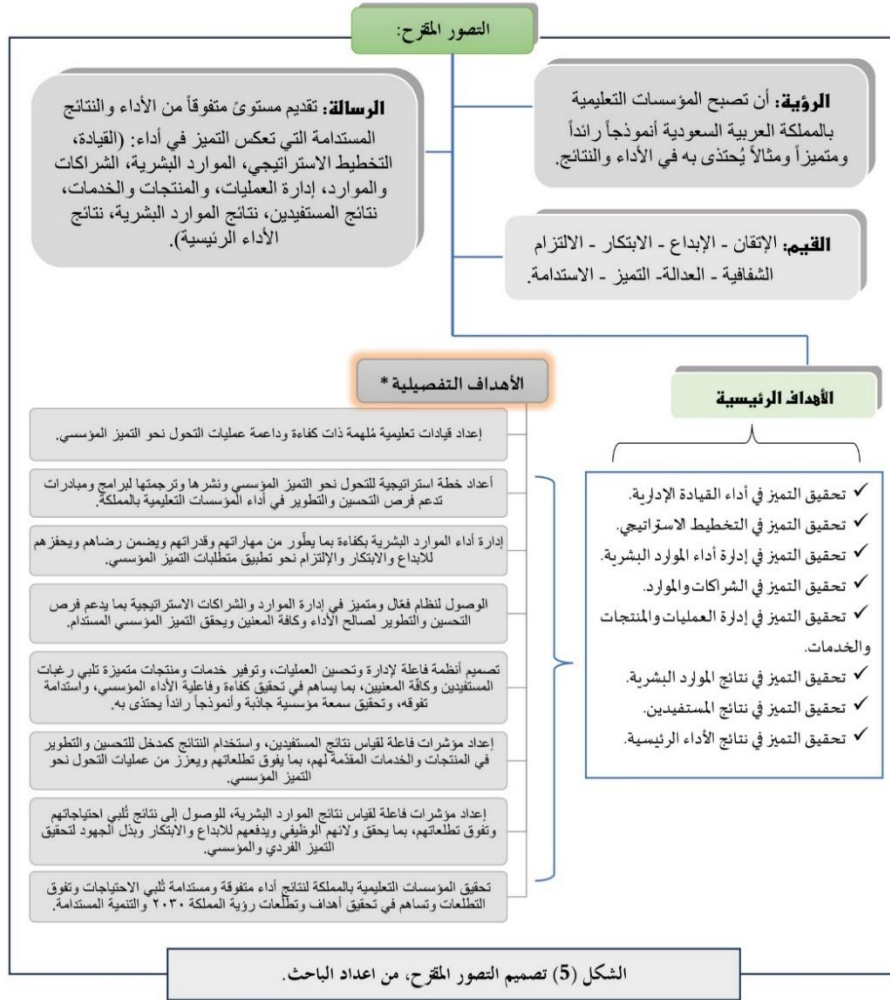 التصور المقترح:
الرؤية: أن تصبح المؤسسات التعليمية
بالمملكة العربية السعودية أنموذجاً رائداً
ومتميزاً ومثالاً يُحتذى به في الأداء والنتائج.
الرسالة: تقديم مستوىً متفوقاً من الأداء والنتائج
المستدامة التي تعكس التميز في أداء: (القيادة،
التخطيط الاستراتيجي، الموارد البشرية، الشراكات
والموارد، إدارة العمليات، والمنتجات والخدمات،
نتائج المستفيدين، نتائج الموارد البشرية، نتائج
الأداء الرئيسية).
القيم: الإتقان - الإبداع - الابتكار - الالتزام
الشفافية - العدالة- التميز - الاستدامة.
الأهداف الرئيسية
✓ تحقيق التميز في أداء القيادة الإدارية.
✓ تحقيق التميز في التخطيط الاستراتيجي.
✓ تحقيق التميز في إدارة أداء الموارد البشرية.
✓ تحقيق التميز في الشراكات والموارد.
✓ تحقيق التميز في إدارة العمليات والمنتجات
والخدمات.
✓ تحقيق التميز في نتائج الموارد البشرية.
✓ تحقيق التميز في نتائج المستفيدين.
✓ تحقيق التميز في نتائج الأداء الرئيسية.
الأهداف التفصيلية *
إعداد قيادات تعليمية مُلهمة ذات كفاءة وداعمة عمليات التحول نحو التميز المؤسسي.
أعداد خطة استراتيجية للتحول نحو التميز المؤسسي ونشرها وترجمتها لبرامج ومبادرات
تدعم فرص التحسين والتطوير في أداء المؤسسات التعليمية بالمملكة.
إدارة أداء الموارد البشرية بكفاءة بما يطور من مهاراتهم وقدراتهم ويضمن رضاهم ويحفزهم
للابداع والابتكار والإلتزام نحو تطبيق متطلبات التميز المؤسسي.
الوصول لنظام فعّال ومتميز في إدارة الموارد والشراكات الاستراتيجية بما يدعم فرص
التحسين والتطوير لصالح الأداء وكافة المعنين ويحقق التميز المؤسسي المستدام.
تصميم أنظمة فاعلة لإدارة وتحسين العمليات، وتوفير خدمات ومنتجات متميزة تلبي رغبات
المستفيدين وكافّة المعنيين، بما يساهم في تحقيق كفاءة وفاعلية الأداء المؤسسي، وأستدامة
تفوقه، وتحقيق سمعة مؤسسية جاذبة وأنموذجاً رائداً يحتذى به.
إعداد مؤشرات فاعلة لقياس نتائج المستفيدين، واستخدام النتائج كمدخل للتحسين والتطوير
في المنتجات والخدمات المقدّمة لهم، بما يفوق تطلعاتهم ويعزز من عمليات التحول نحو
التميز المؤسسي.
إعداد مؤشرات فاعلة لقياس نتائج الموارد البشرية، للوصول إلى نتائج تُلبي احتياجاتهم
وتفوق تطلعاتهم، بما يحقق ولائهم الوظيفي ويدفعهم للابداع والابتكار وبذل الجهود لتحقيق
التميز الفردي والمؤسسي.
تحقيق المؤسسات التعليمية بالمملكة لنتائج أداء متفوقة ومستدامة تُلبي الاحتياجات وتفوق
التطلعات وتساهم في تحقيق أهداف وتطلّعات رؤية المملكة ٢٠٣٠ والتنمية المستدامة.
الشكل (5) تصميم التصور المقترح، من اعداد الباحث.